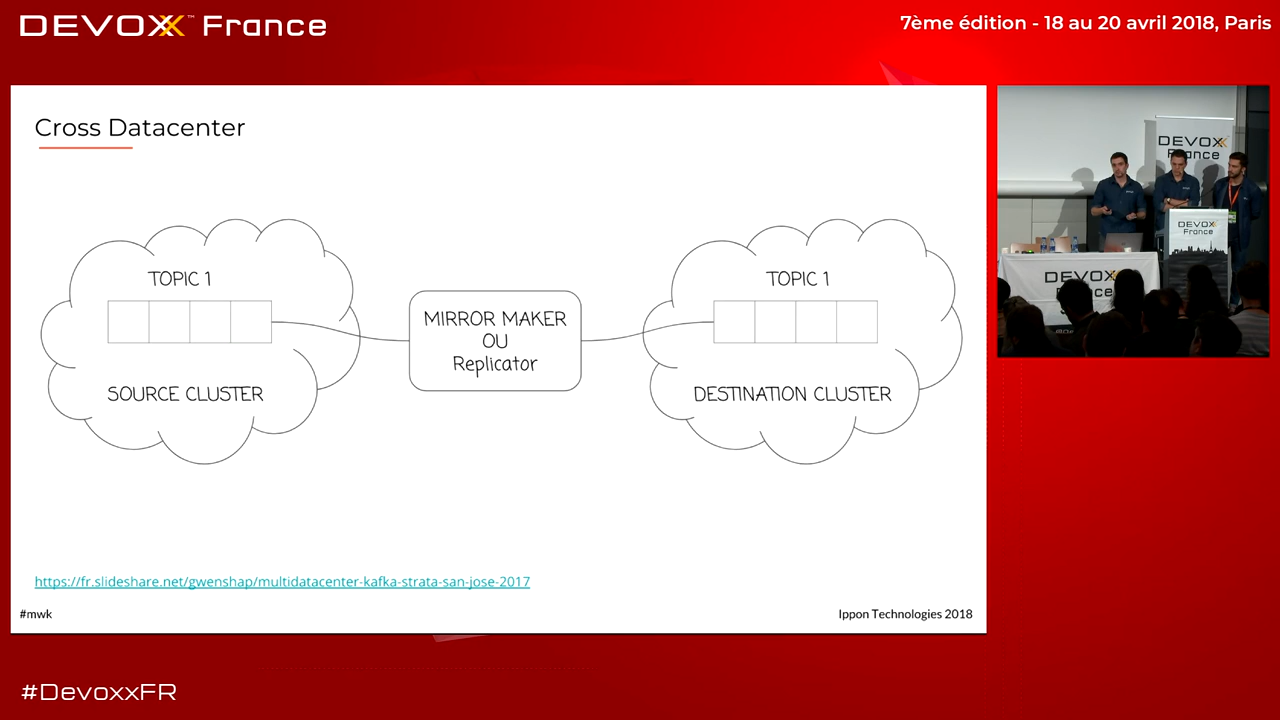 DEVOXX™ France
7ème édition - 18 au 20 avril 2018, Paris
Cross Datacenter
TOPIC 1
SOURCE CLUSTER
MIRROR MAKER
OU
Replicator
TOPIC 1
DESTINATION CLUSTER
https://fr.slideshare.net/gwenshap/multidatacenter-kafka-strata-san-jose-2017
#mwk
Ippon Technologies 2018
DEVOXX
France
DEVOXX
France
DEVOXX
France
#DevoxxFR